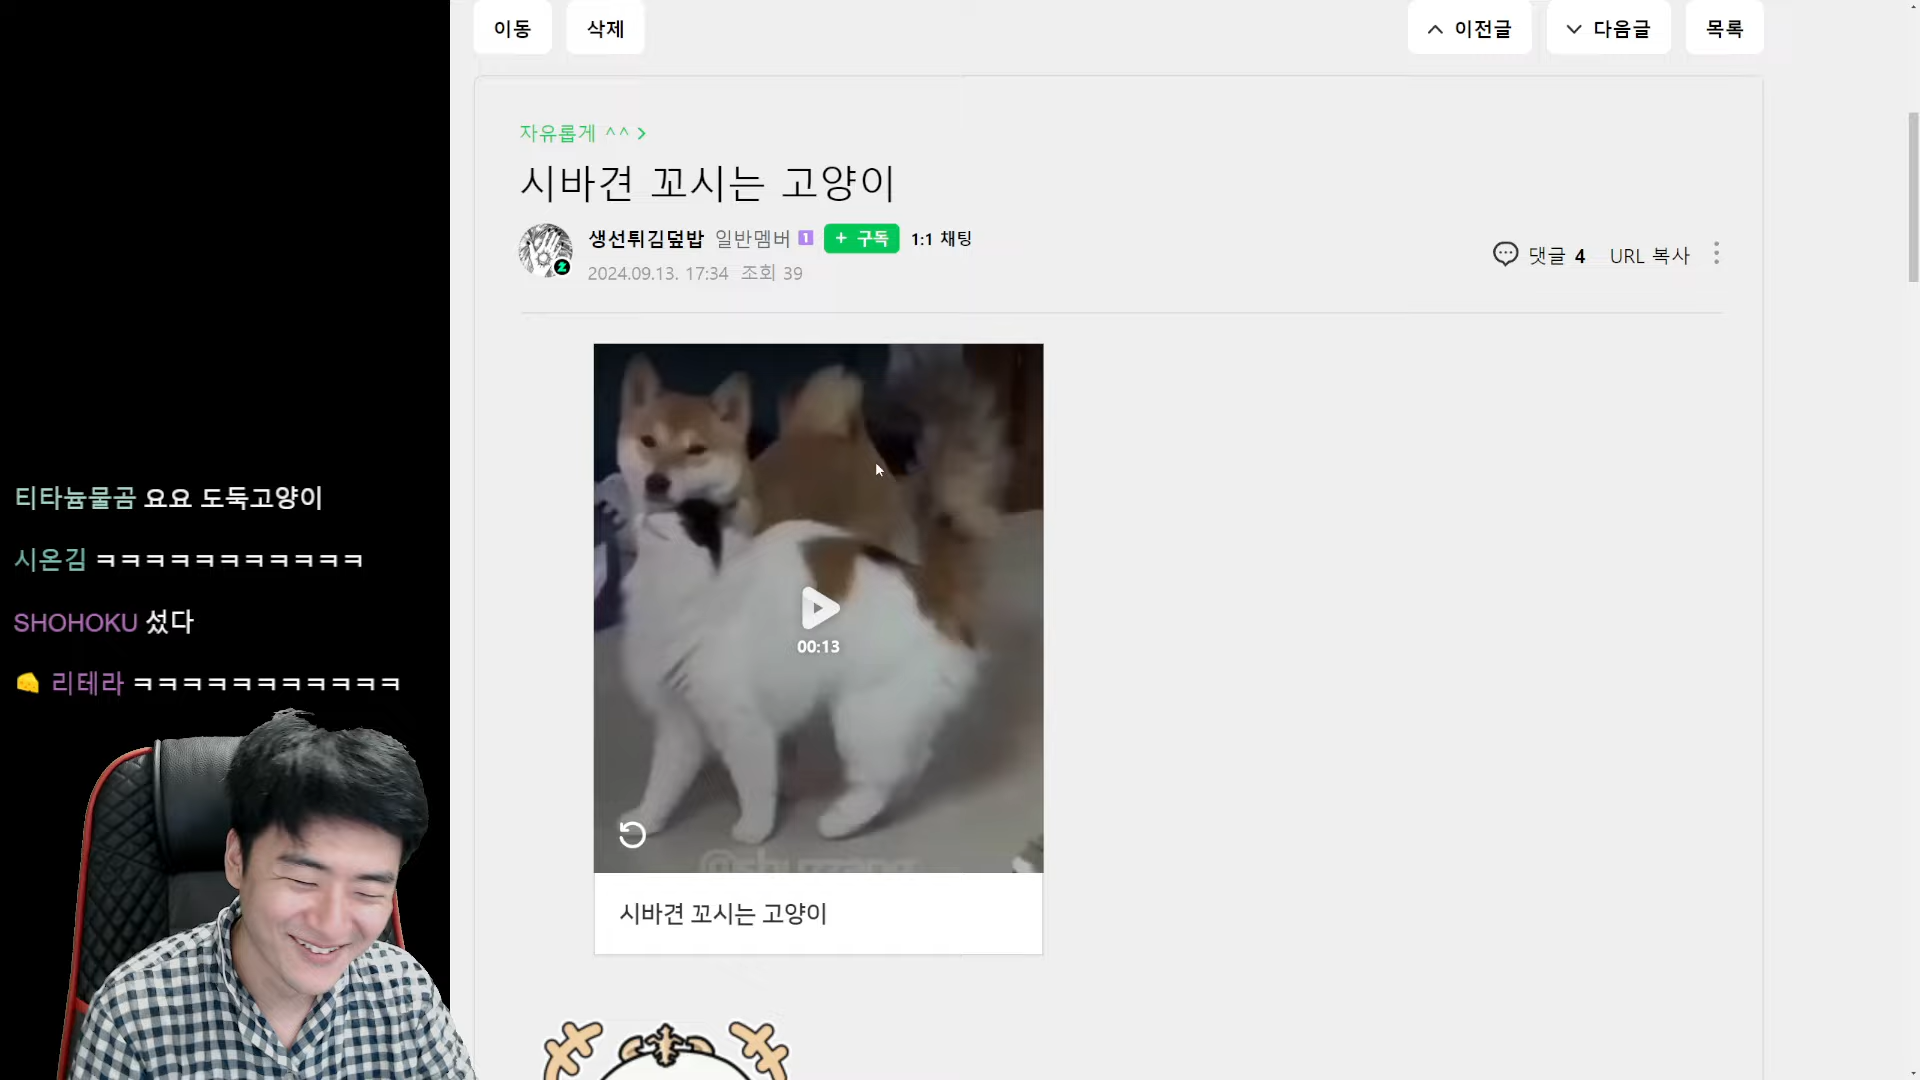 이동
삭제
이전글
다음글
목록
자유롭게 ^^ >
시바견 꼬시는 고양이
생선튀김덮밥 일반멤버 1 + 구독 1:1 채팅
2024.09.13. 17:34 조회 39
댓글 4 URL 복사
00:13
시바견 꼬시는 고양이
티타늄물곰 요요 도둑고양이
시온김 ㅋㅋㅋㅋㅋㅋㅋㅋㅋㅋㅋ
SHOHOKU 섰다
리테라 ㅋㅋㅋㅋㅋㅋㅋㅋㅋㅋㅋ